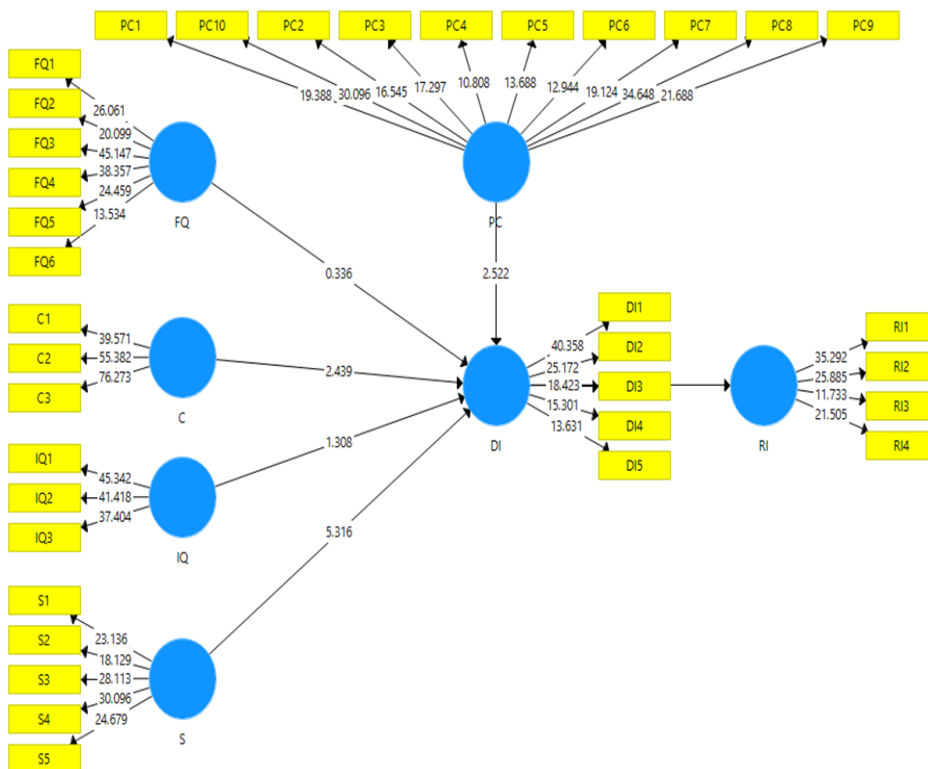 PC1 PC10 PC2 PC3 PC4 PC5 PC6 PC7 PC8 PC9
19.388 30.096 16.545 17.297 10.808 13.688 12.944 19.124 34.648 21.688
PC
FQ1
FQ2
FQ3
FQ4
FQ5
FQ6
26.061
20.099
45.147
38.357
24.459
13.534
FQ
0.336
2.522
C1
C2
C3
39.571
55.382
76.273
C
2.439
IQ1
IQ2
IQ3
45.342
41.418
37.404
IQ
1.308
S1
S2
S3
S4
S5
23.136
18.129
28.113
30.096
24.679
S
5.316
DI
40.358
25.172
18.423
15.301
13.631
DI1
DI2
DI3
DI4
DI5
RI
35.292
25.885
11.733
21.505
RI1
RI2
RI3
RI4